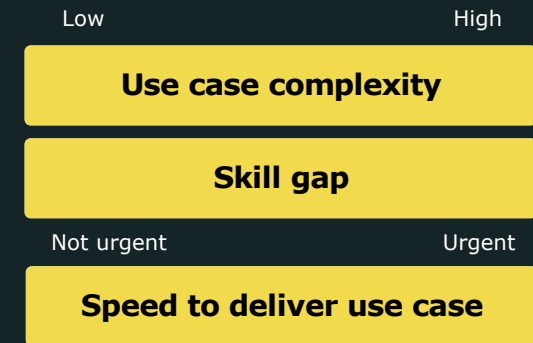 Low High
Use case complexity
Skill gap
Not urgent Urgent
Speed to deliver use case